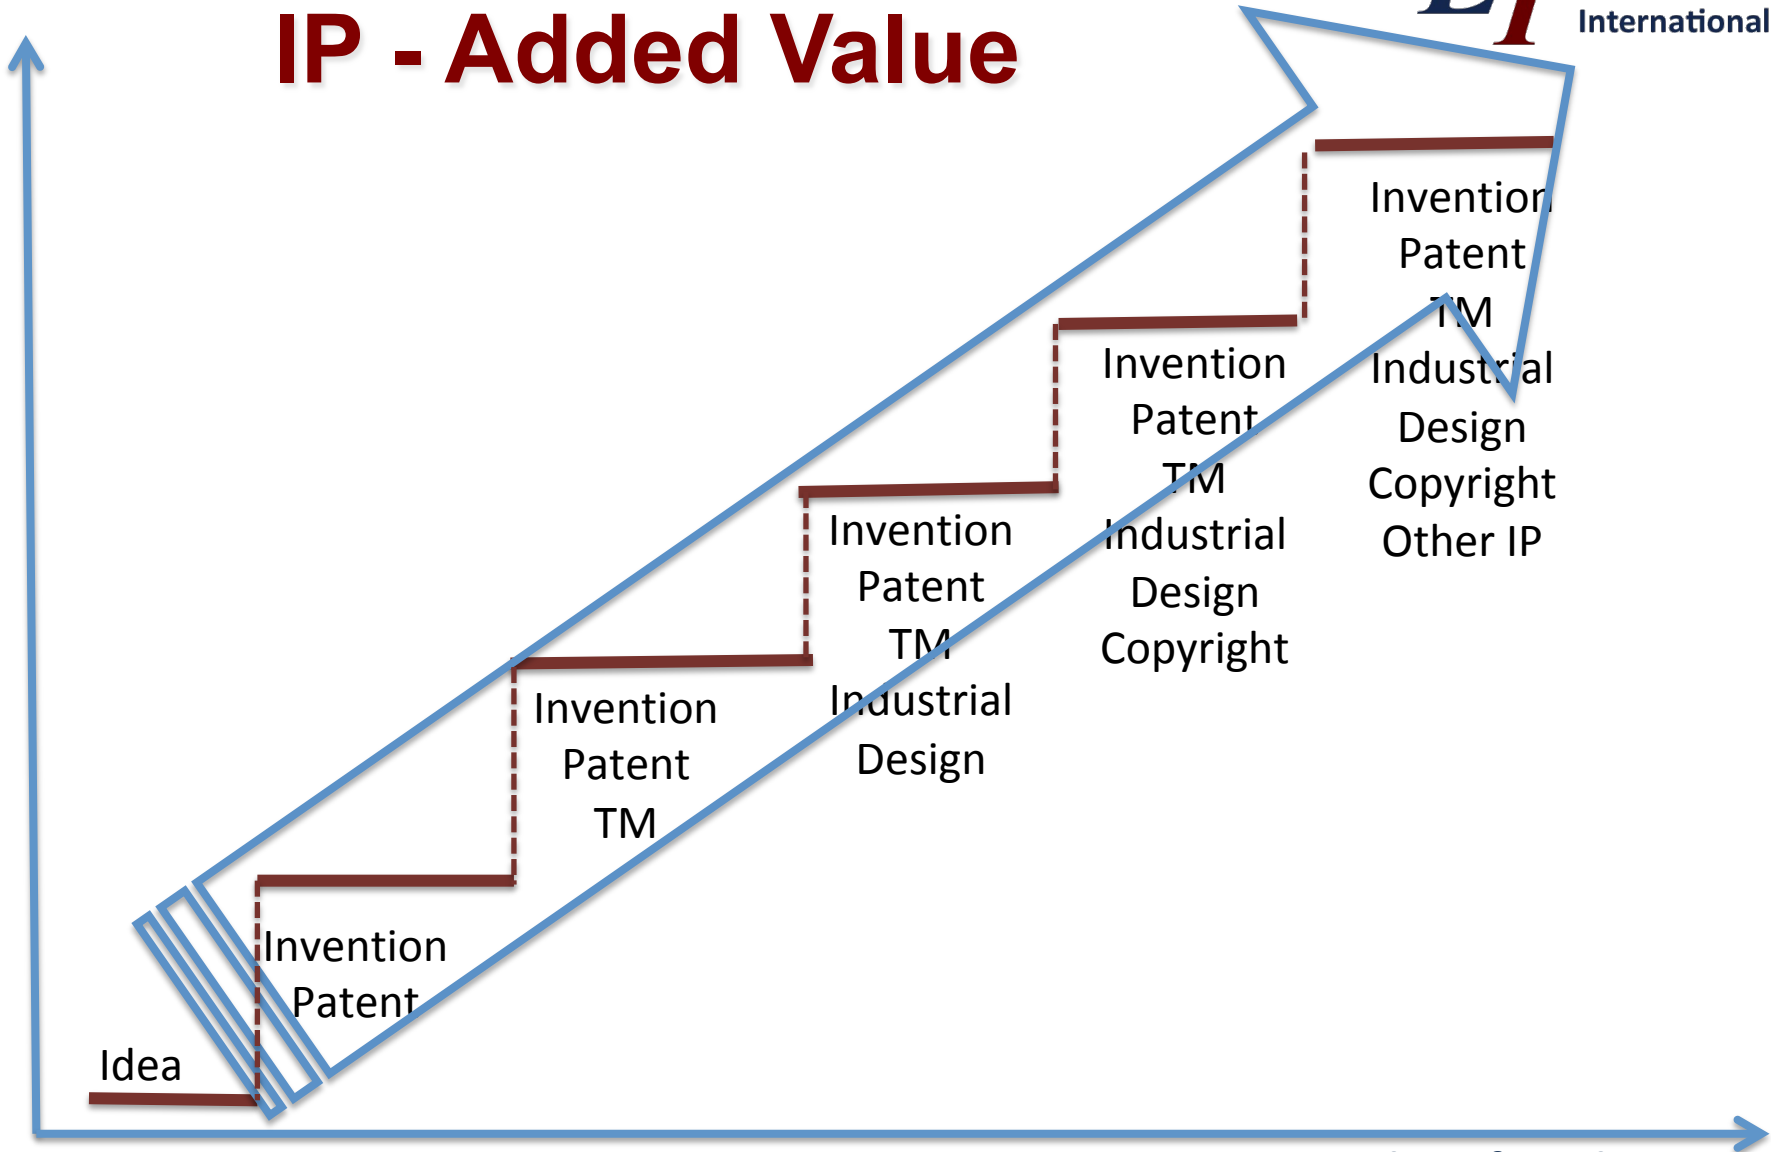 IP - Added Value
International
Idea
Invention
Patent
Invention
Patent
TM
Invention
Patent
TM
Industrial
Design
Invention
Patent
TM
Industrial
Design
Copyright
Invention
Patent
TM
Industrial
Design
Copyright
Other IP